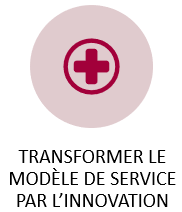 TRANSFORMER LE
MODÈLE DE SERVICE
PAR L’INNOVATION